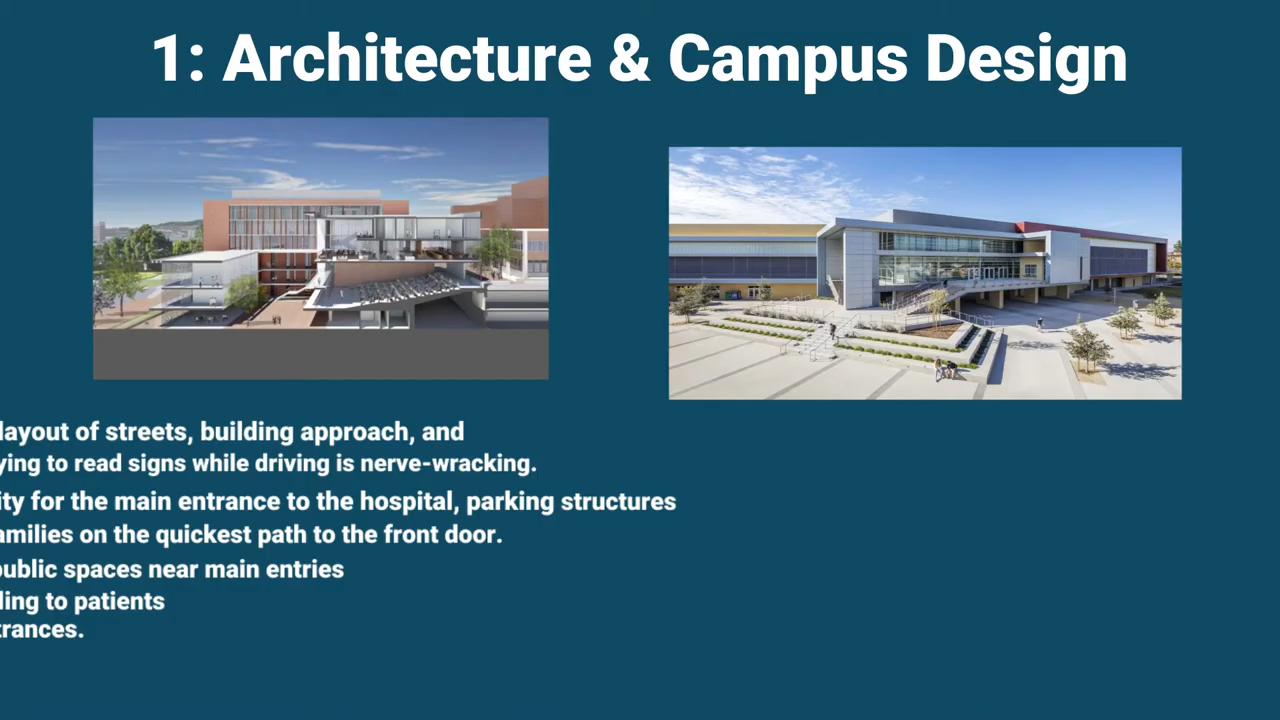 1: Architecture & Campus Design
layout of streets, building approach, and
ying to read signs while driving is nerve-wracking.
ity for the main entrance to the hospital, parking structures
amilies on the quickest path to the front door.
public spaces near main entries
ling to patients
trances.